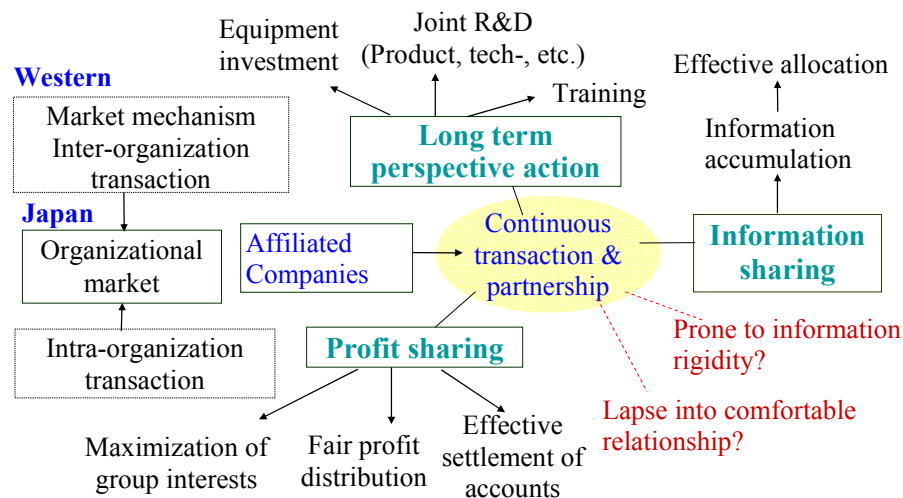 Western
Market mechanism
Inter-organization
transaction
Japan
Organizational
market
Intra-organization
transaction
Equipment
investment
Joint R&D
(Product, tech-, etc.)
Training
Long term
perspective action
Effective allocation
Information
accumulation
Affiliated
Companies
Continuous
transaction &
partnership
Information
sharing
Profit sharing
Prone to information
rigidity?
Lapse into comfortable
relationship?
Maximization of
group interests
Fair profit
distribution
Effective
settlement of
accounts